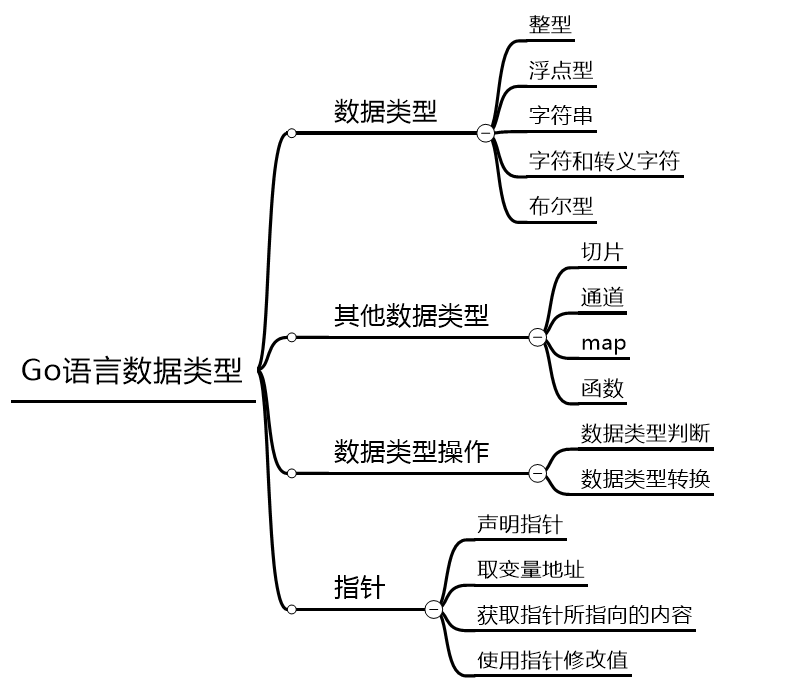 Go语言数据类型
数据类型
整型
浮点型
字符串
字符和转义字符
布尔型
其他数据类型
切片
通道
map
函数
数据类型操作
数据类型判断
数据类型转换
指针
声明指针
取变量地址
获取指针所指向的内容
使用指针修改值